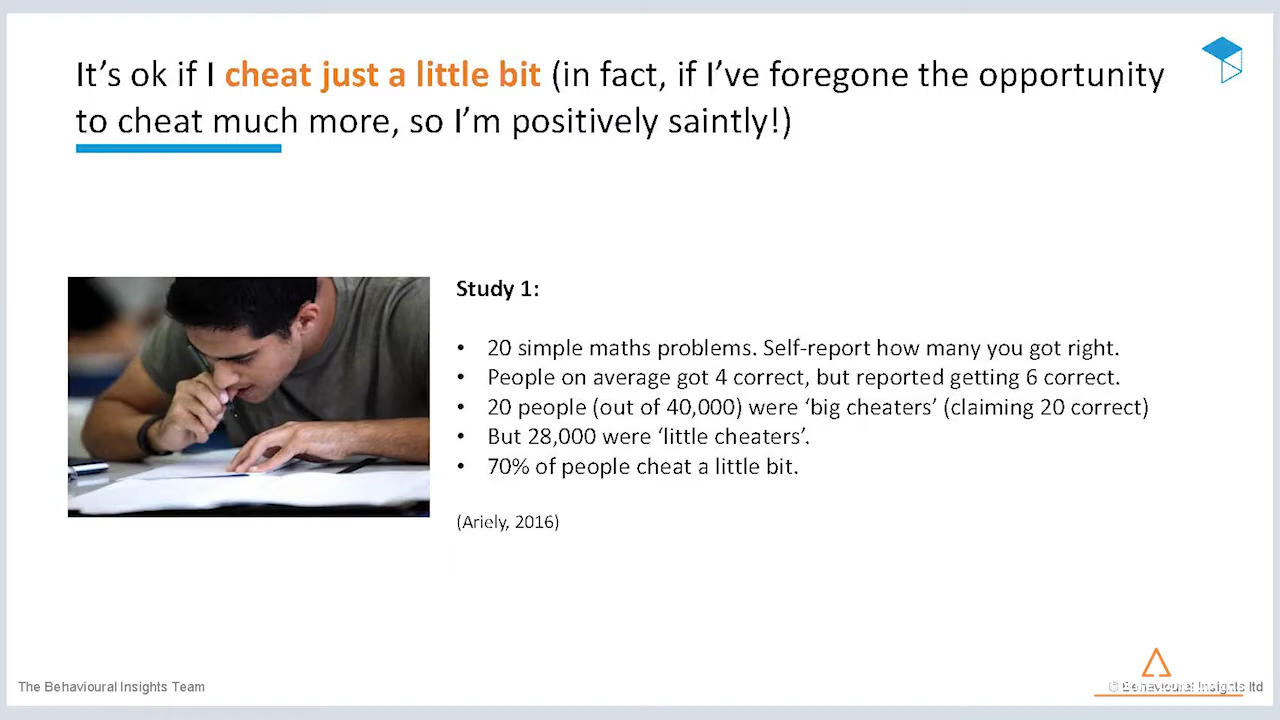 It's ok if I cheat just a little bit (in fact, if I've foregone the opportunity
to cheat much more, so I'm positively saintly!)
Study 1:
• 20 simple maths problems. Self-report how many you got right.
• People on average got 4 correct, but reported getting 6 correct.
• 20 people (out of 40,000) were ‘big cheaters’ (claiming 20 correct)
• But 28,000 were ‘little cheaters’.
• 70% of people cheat a little bit.
(Ariely, 2016)
The Behavioural Insights Team
© Behavioural Insights ltd